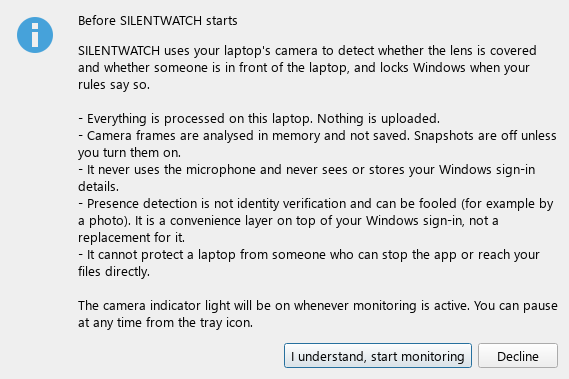 Before SILENTWATCH starts
SILENTWATCH uses your laptop's camera to detect whether the lens is covered
and whether someone is in front of the laptop, and locks Windows when your
rules say so.
- Everything is processed on this laptop. Nothing is uploaded.
- Camera frames are analysed in memory and not saved. Snapshots are off unless
you turn them on.
- It never uses the microphone and never sees or stores your Windows sign-in
details.
- Presence detection is not identity verification and can be fooled (for example by
a photo). It is a convenience layer on top of your Windows sign-in, not a
replacement for it.
- It cannot protect a laptop from someone who can stop the app or reach your
files directly.
The camera indicator light will be on whenever monitoring is active. You can pause
at any time from the tray icon.
I understand, start monitoring
Decline